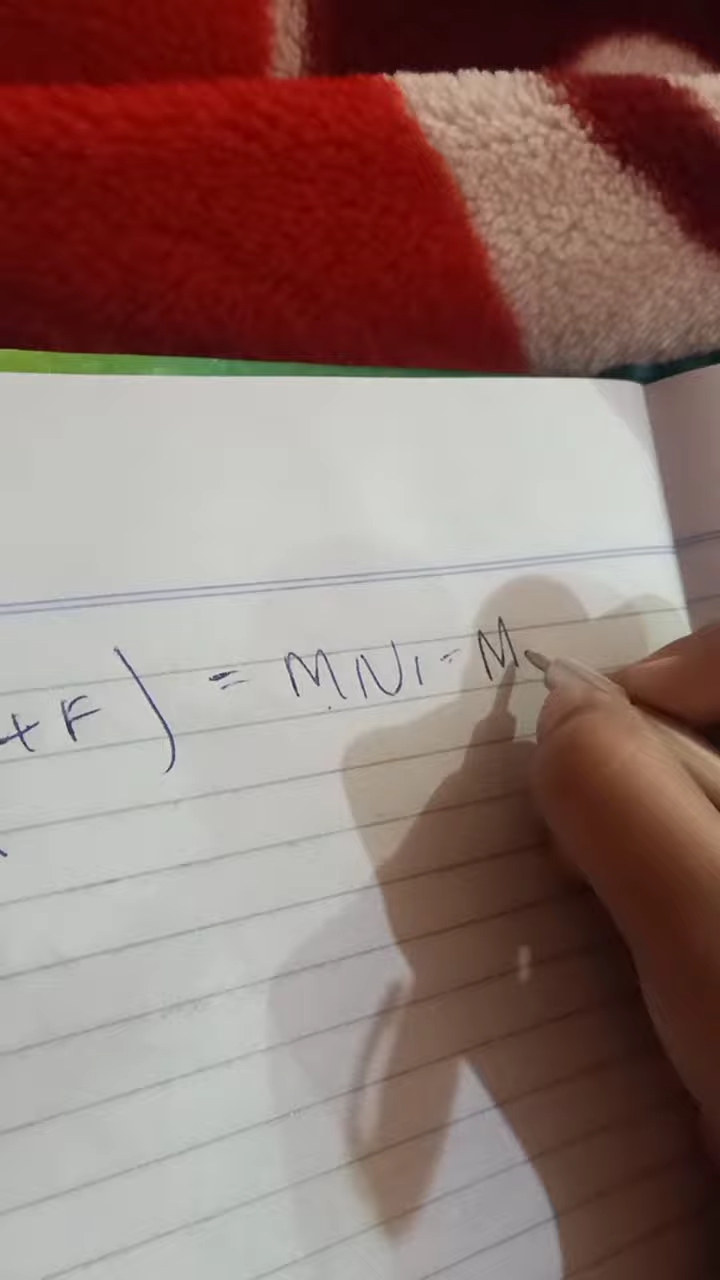 + F ) = MN1 = M